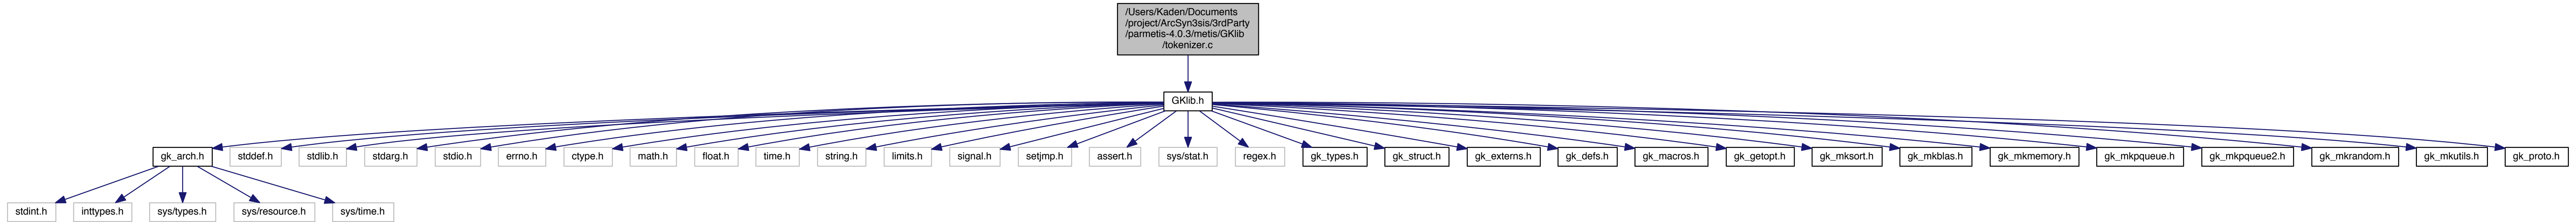 /Users/Kaden/Documents
/project/ArcSyn3sis/3rdParty
/parmetis-4.0.3/metis/GKlib
/tokenizer.c
GKlib.h
gk_arch.h
stddef.h
stdlib.h
stdarg.h
stdio.h
errno.h
ctype.h
math.h
float.h
time.h
string.h
limits.h
signal.h
setjmp.h
assert.h
sys/stat.h
regex.h
gk_types.h
gk_struct.h
gk_externs.h
gk_defs.h
gk_macros.h
gk_getopt.h
gk_mksort.h
gk_mkblas.h
gk_mkmemory.h
gk_mkpqueue.h
gk_mkpqueue2.h
gk_mkrandom.h
gk_mkutils.h
gk_proto.h
stdint.h
inttypes.h
sys/types.h
sys/resource.h
sys/time.h